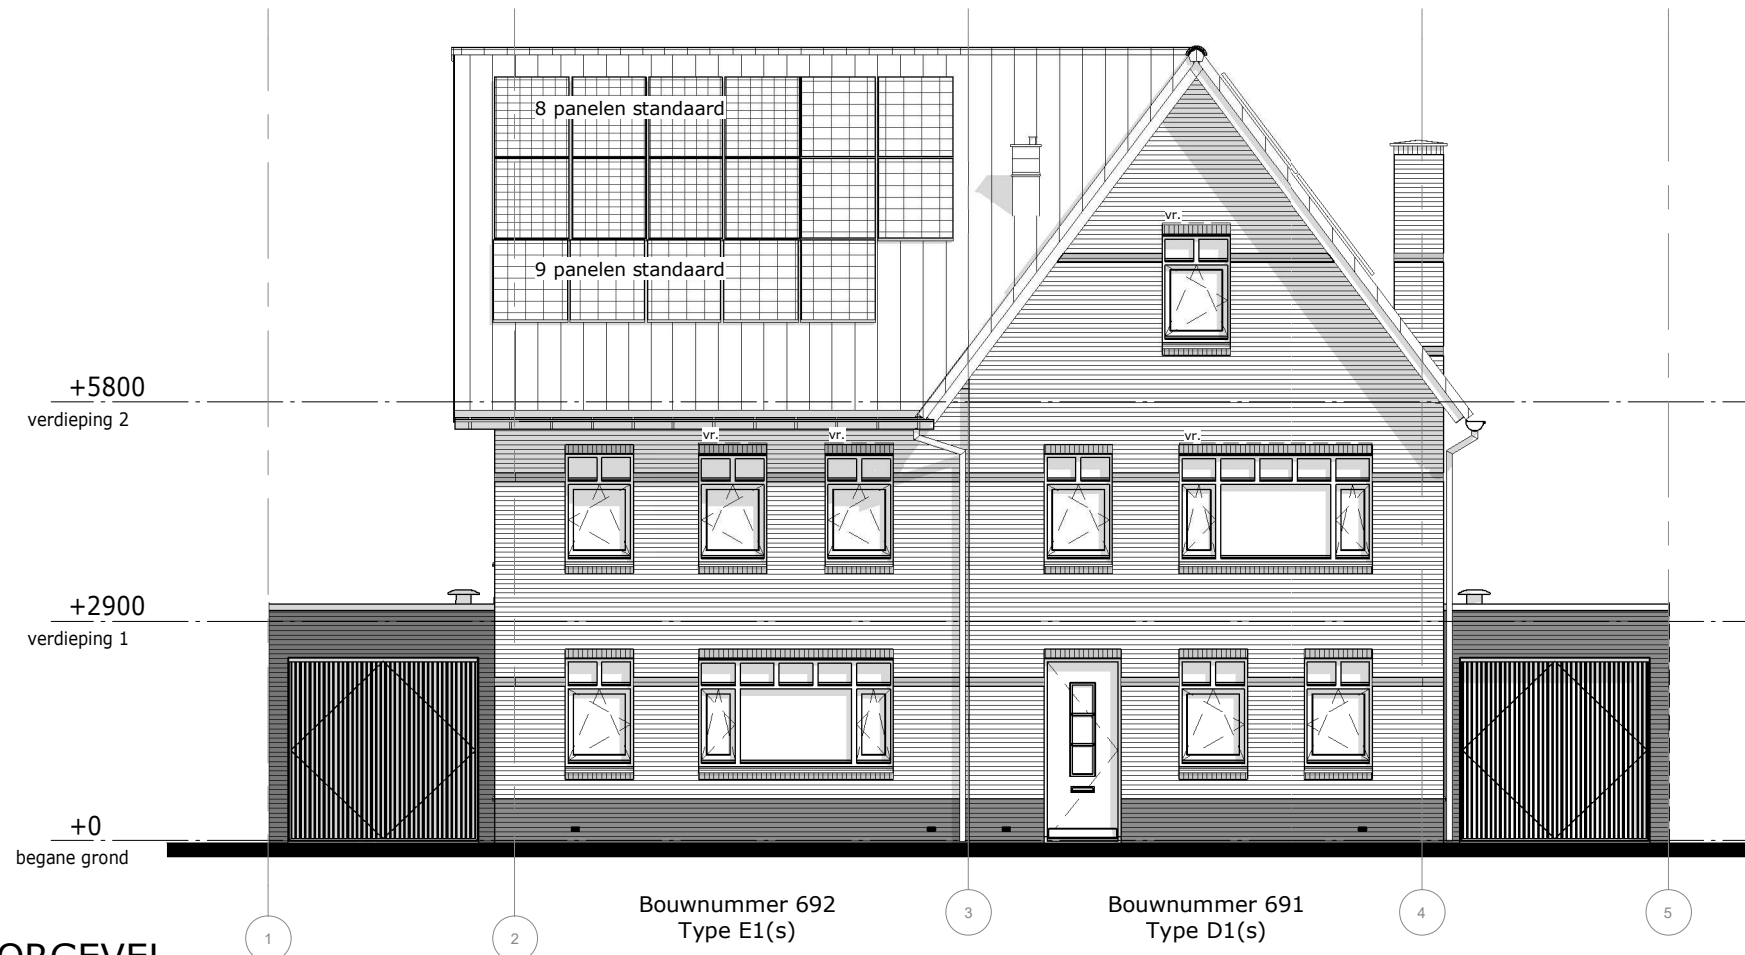 8 panelen standaard
vr.
9 panelen standaard
+5800
verdieping 2
vr.
vr.
vr.
+2900
verdieping 1
+0
begane grond
Bouwnummer 692
Type E1(s)
Bouwnummer 691
Type D1(s)
1
2
3
4
5